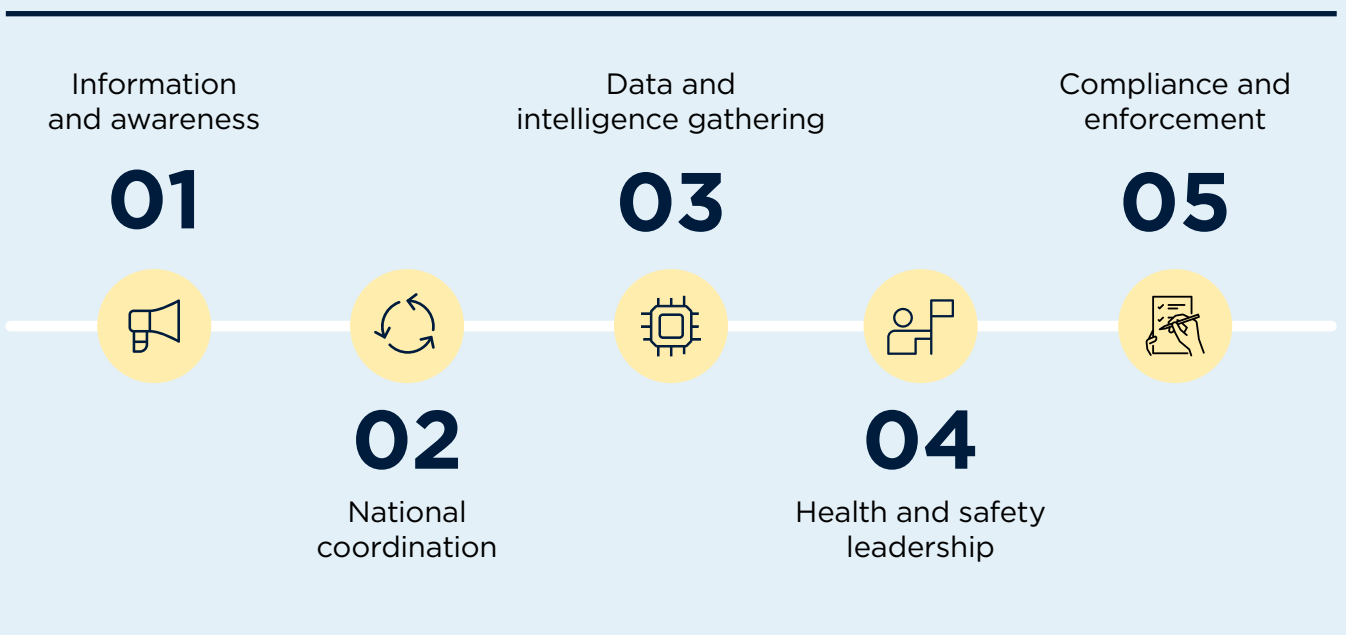 Information
and awareness
01
02
National
coordination
Data and
intelligence gathering
03
04
Health and safety
leadership
Compliance and
enforcement
05